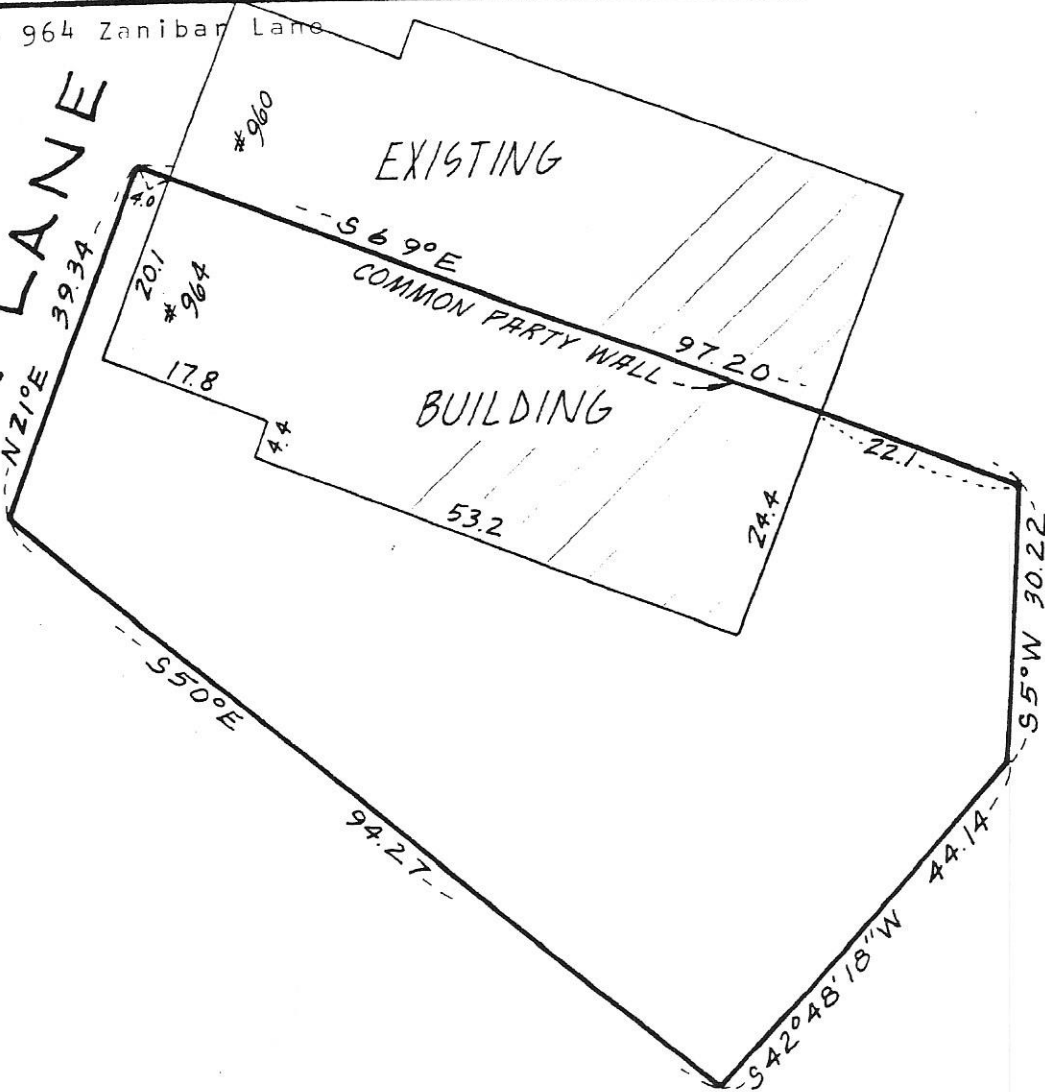 964 Zanibar Lane
LANE
#960
EXISTING
4.0
S 69°E
COMMON PARTY WALL
97.20
39.34
N21°E
20.1
#964
17.8
4.4
BUILDING
53.2
24.4
22.1
S5°W 30.22
S50°E
94.27
44.14
S42°48'18"W